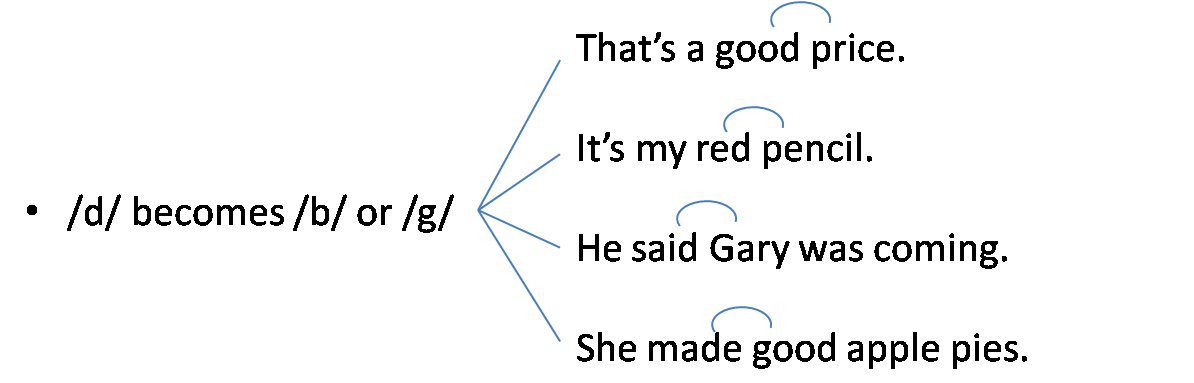 That’s a good price.
It’s my red pencil.
• /d/ becomes /b/ or /g/
He said Gary was coming.
She made good apple pies.